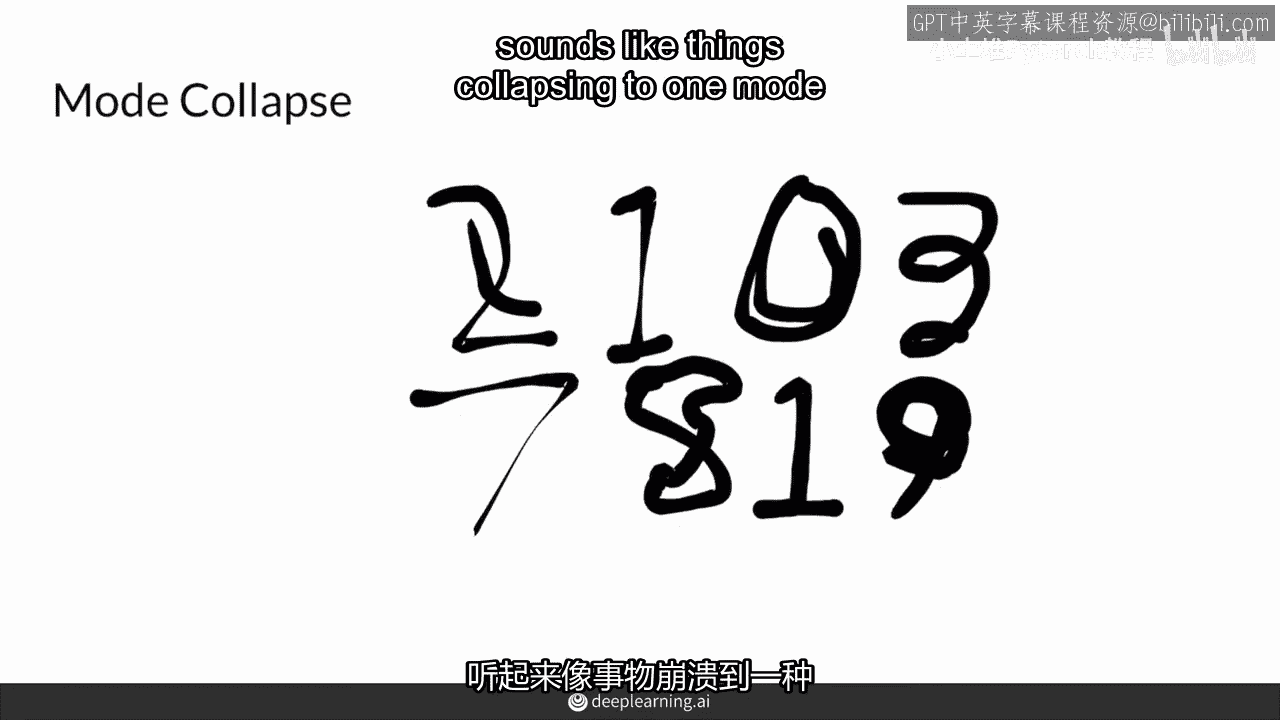 GPT中英字幕课程资源@bilibili.com
sounds like things
collapsing to one mode
Mode Collapse
2 1 0 3
7 8 1 9
听起来像事物崩溃到一种
deeplearning.ai